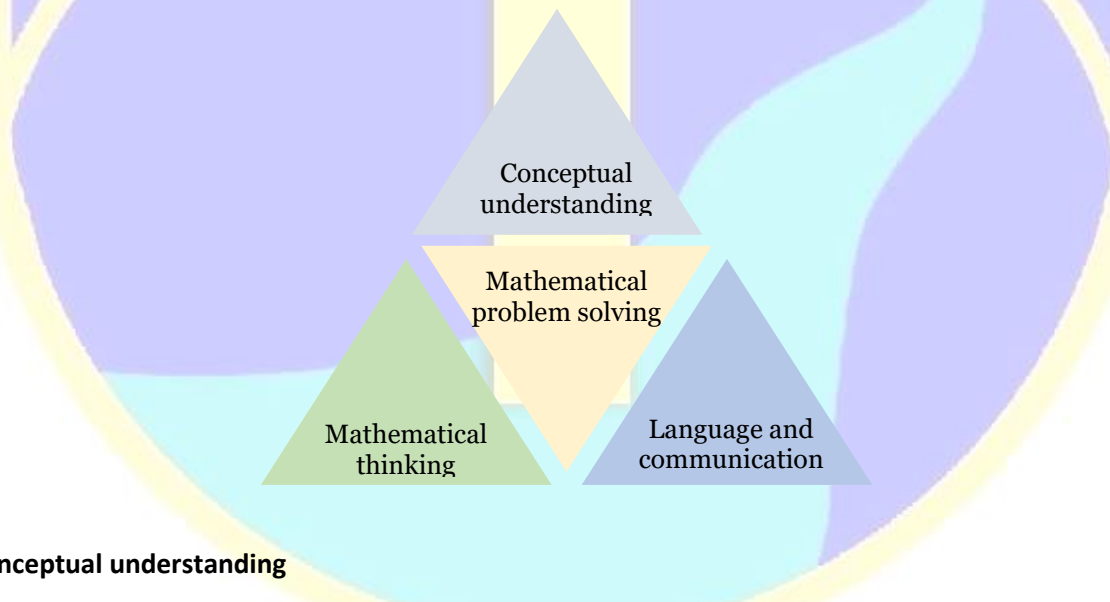 Conceptual
understanding
Mathematical
problem solving
Mathematical
thinking
Language and
communication
nceptual understanding